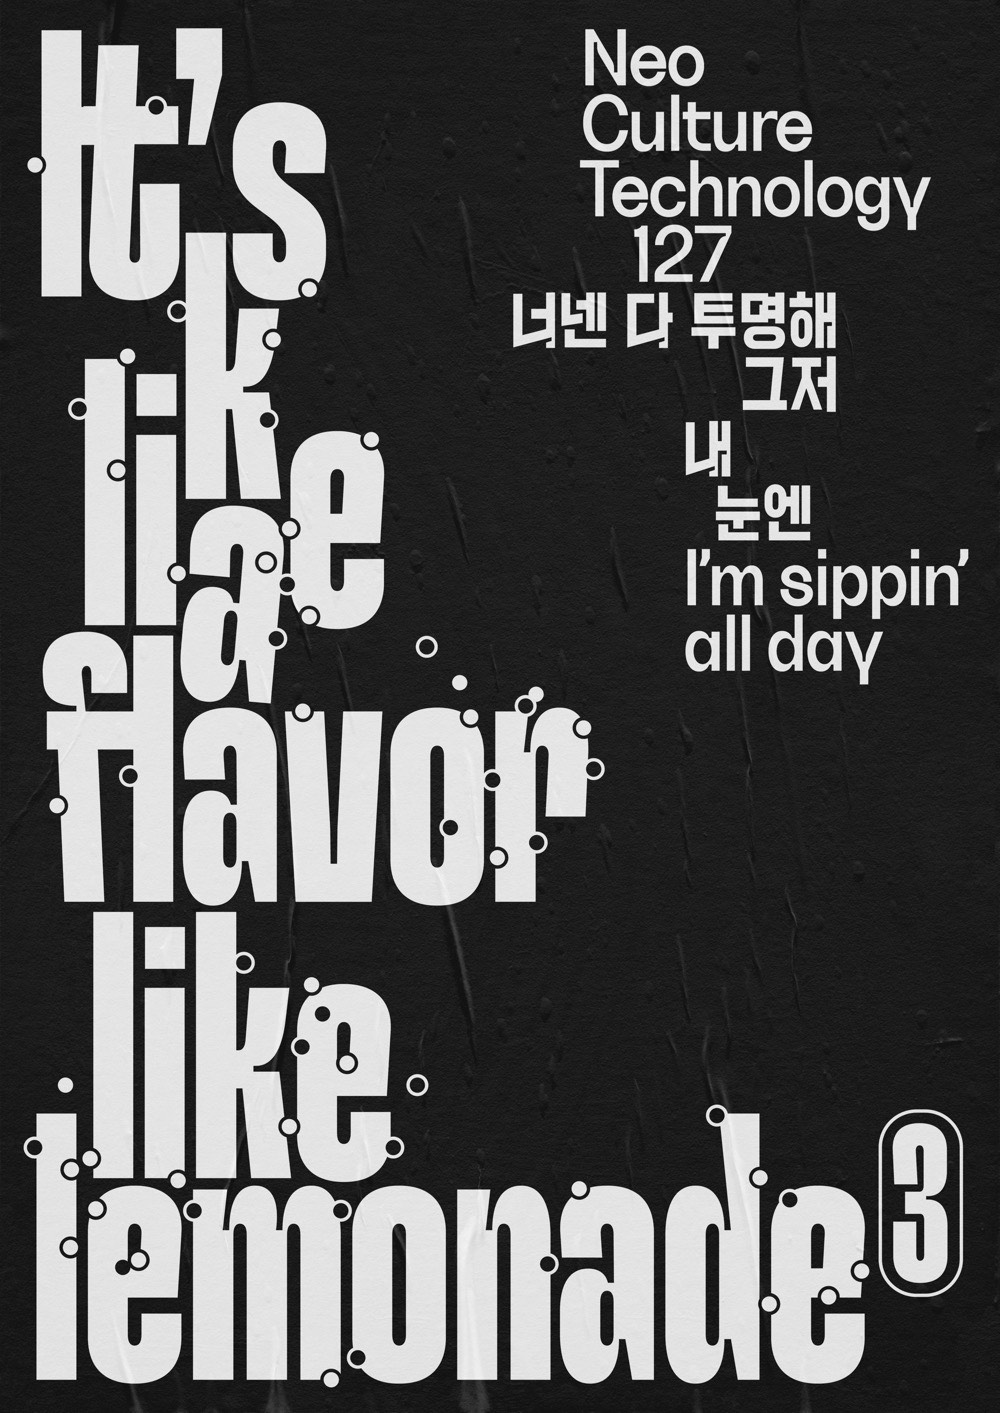 It's
like
a
flavor
like
lemonade
3
Neo
Culture
Technology
127
너넨 다 투명해
그저
내
눈엔
I'm sippin'
all day